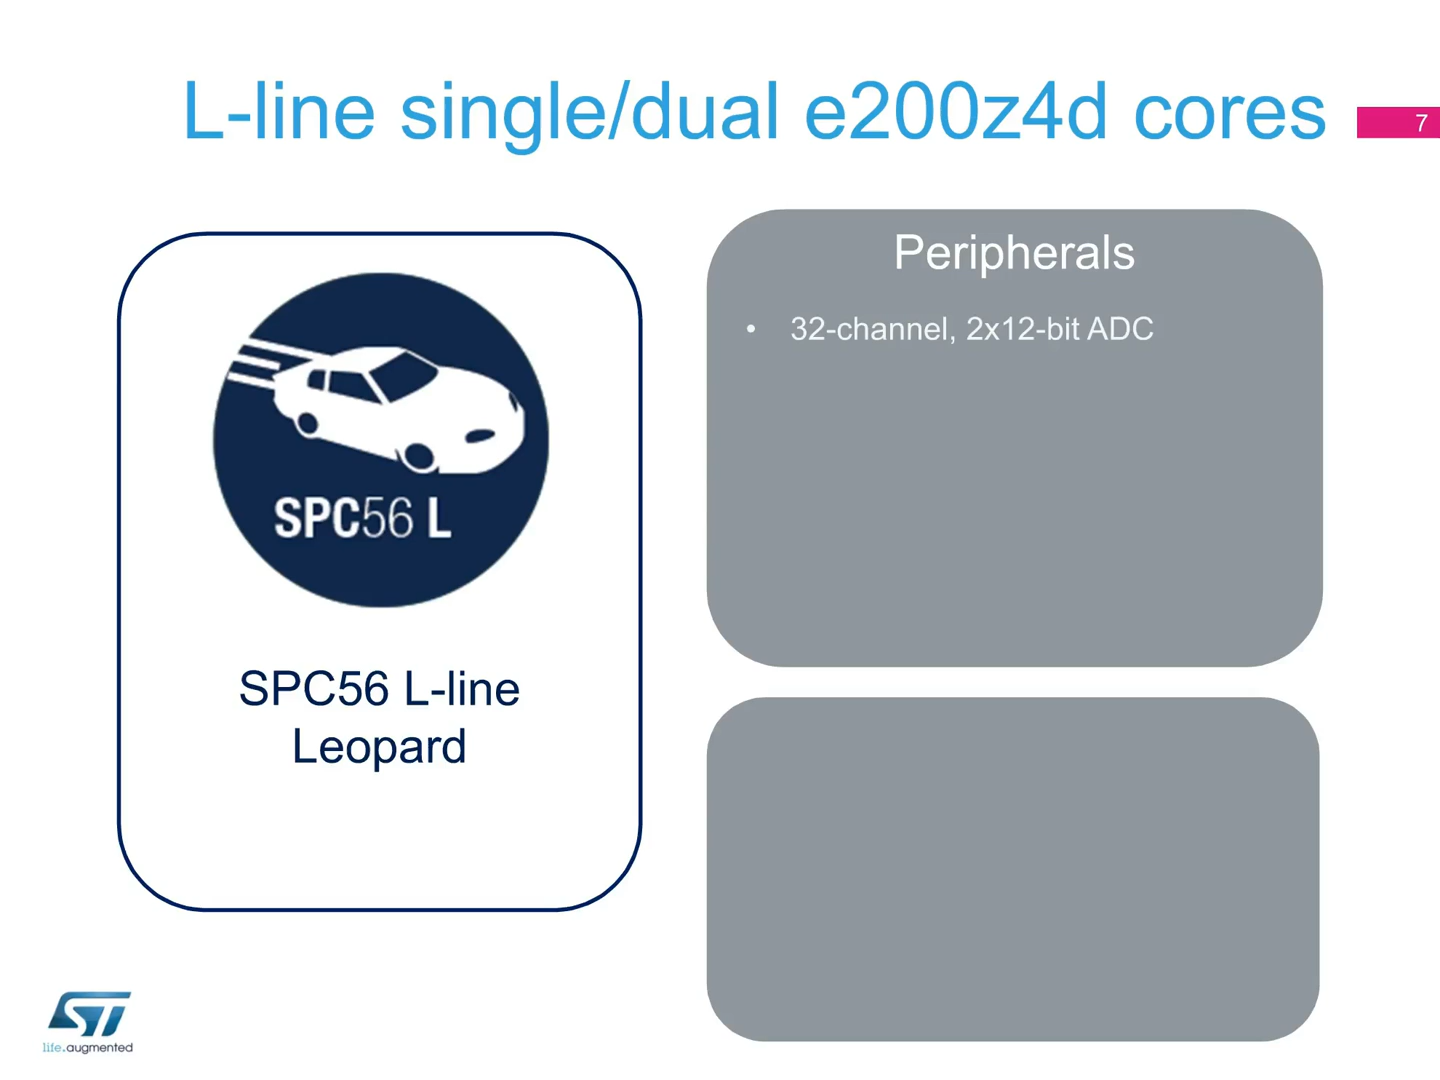 L-line single/dual e200z4d cores
7
SPC56 L
SPC56 L-line
Leopard
Peripherals
• 32-channel, 2x12-bit ADC
ST
life.augmented